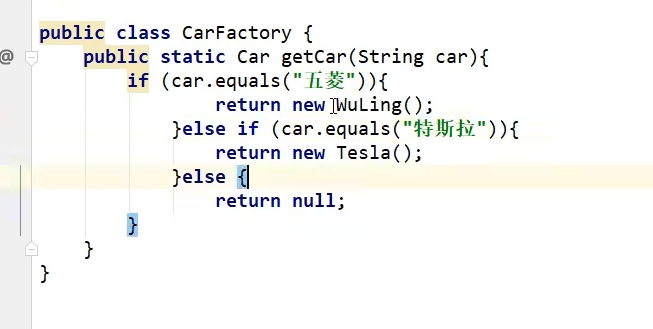 public class CarFactory {
@ public static Car getCar(String car){
if (car.equals("五菱")){
return new WuLing();
}else if (car.equals("特斯拉")){
return new Tesla();
}else {
return null;
}
}
}